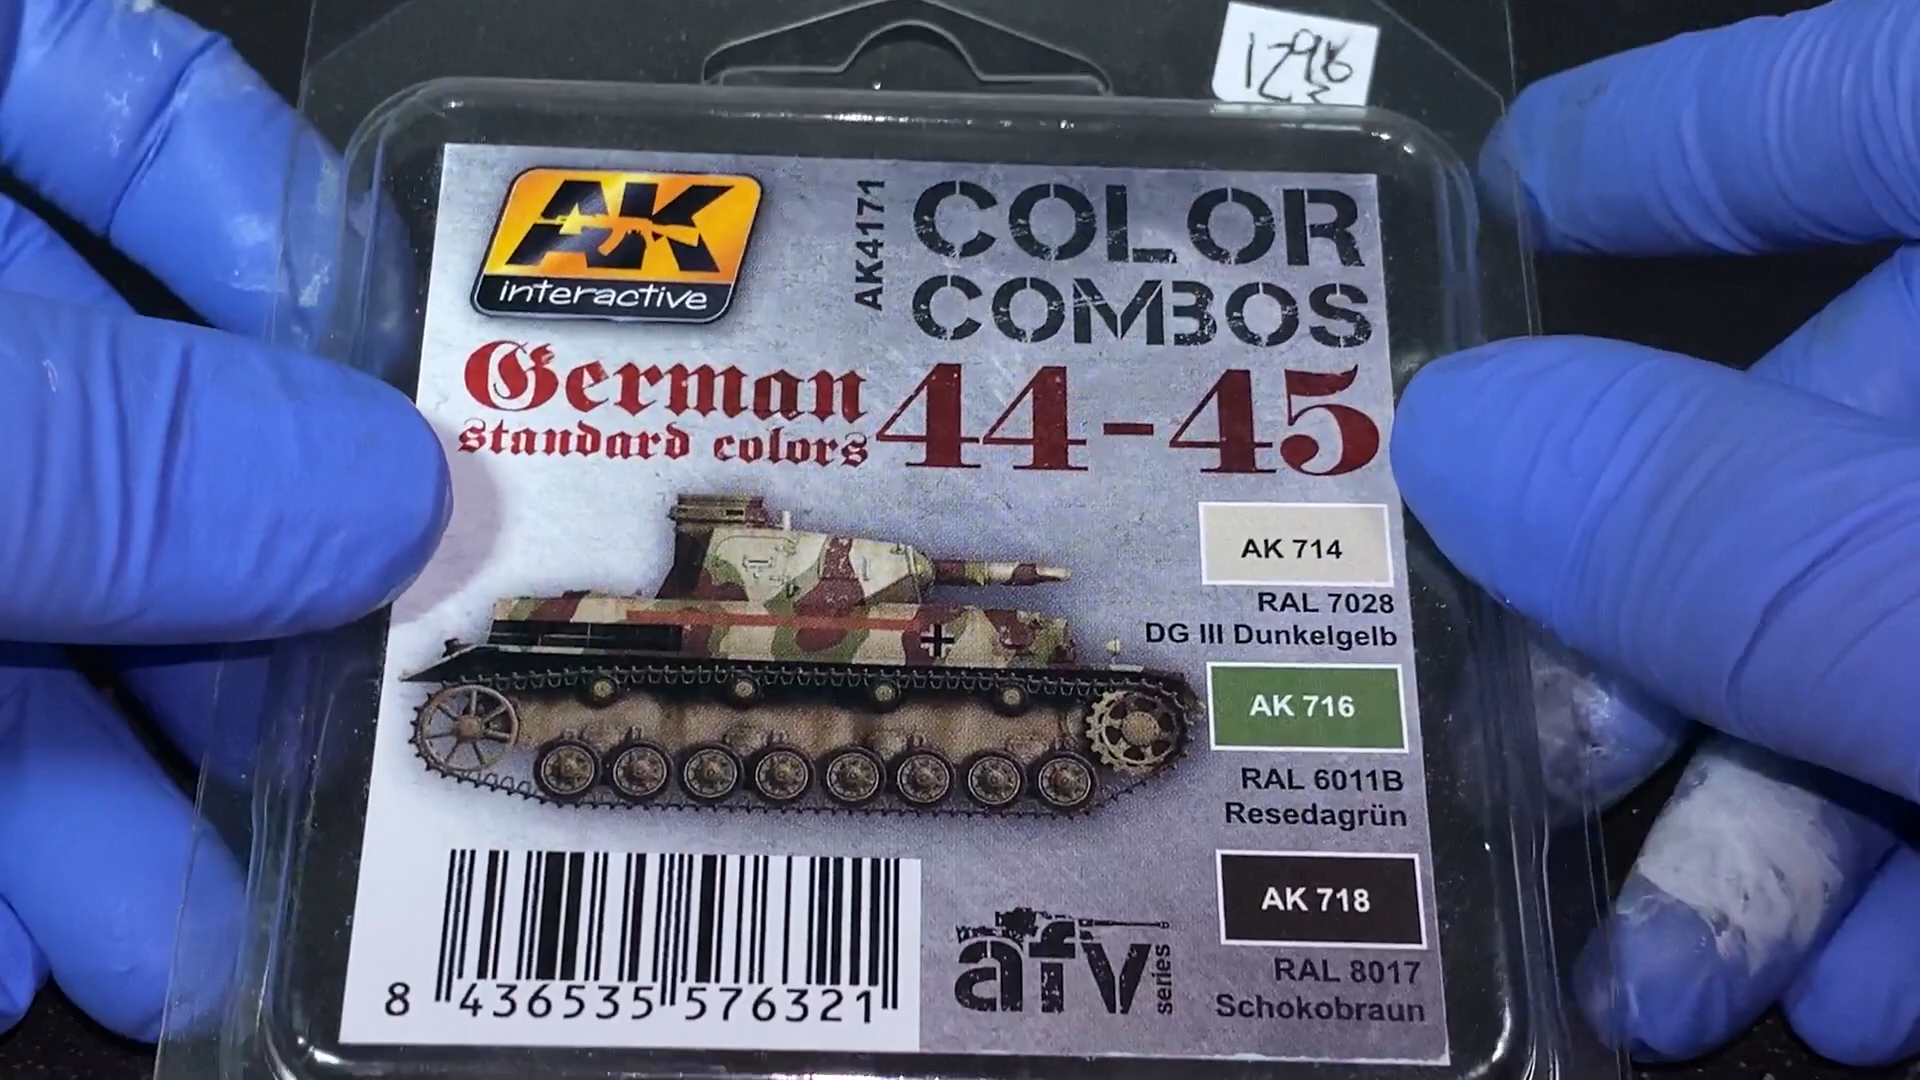 AK
interactive
AK4171
COLOR
COMBOS
German
standard colors
44-45
AK 714
RAL 7028
DG III Dunkelgelb
AK 716
RAL 6011B
Resedagrün
AK 718
RAL 8017
Schokobraun
afv
series
8 436535 576321